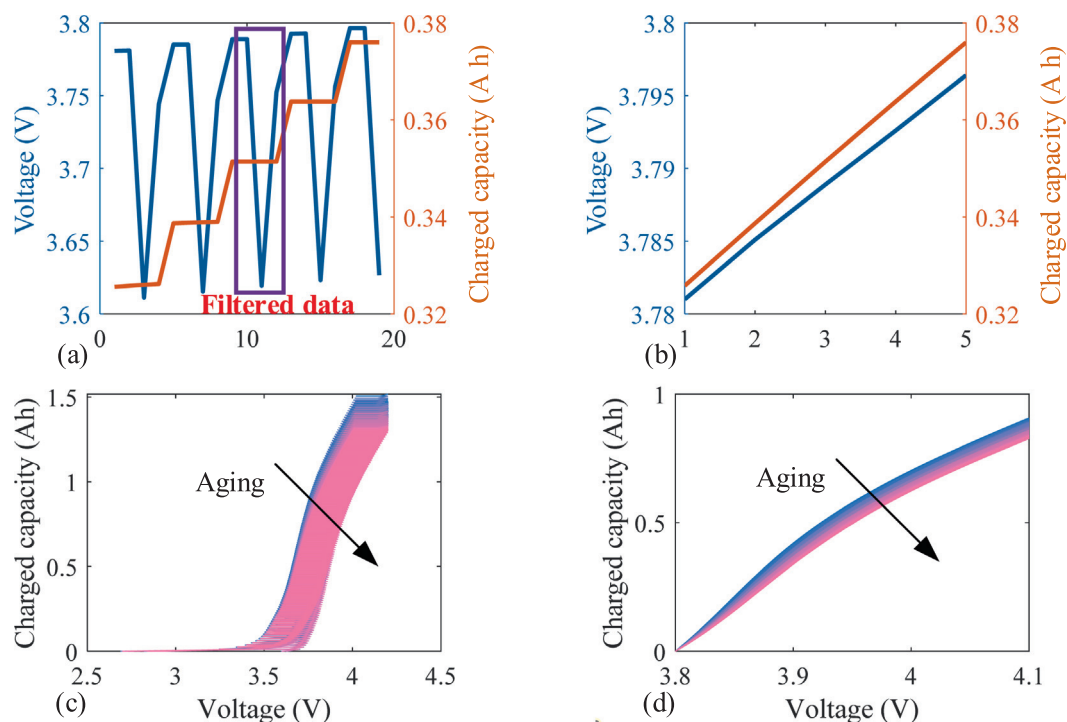 3.8
3.75
3.7
3.65
3.6
Voltage (V)
0.38
0.36
0.34
0.32
Charged capacity (A h)
Filtered data
0
10
20
(a)
3.8
3.795
3.79
3.785
3.78
Voltage (V)
0.38
0.36
0.34
0.32
Charged capacity (A h)
1
2
3
4
5
(b)
1.5
1
0.5
0
Charged capacity (Ah)
Aging
2.5
3
3.5
4
4.5
Voltage (V)
(c)
1
0.5
0
Charged capacity (Ah)
Aging
3.8
3.9
4
4.1
Voltage (V)
(d)